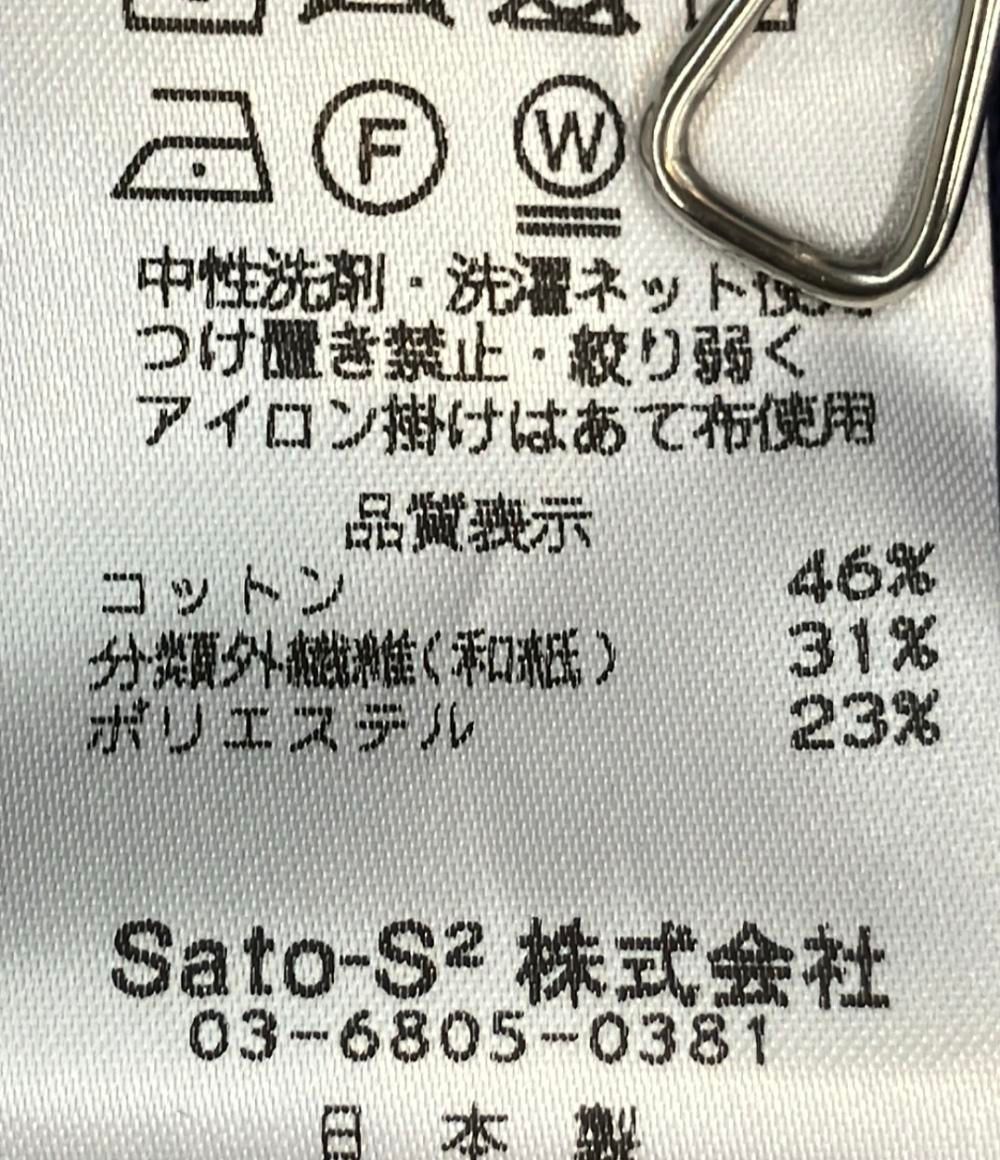 F W
中性洗剤・洗濯ネット使用
つけ置き禁止・絞り弱く
アイロン掛けはあて布使用
品質表示
コットン 46%
分類外繊維(和紙) 31%
ポリエステル 23%
Sato-S² 株式会社
03-6805-0381
日本製